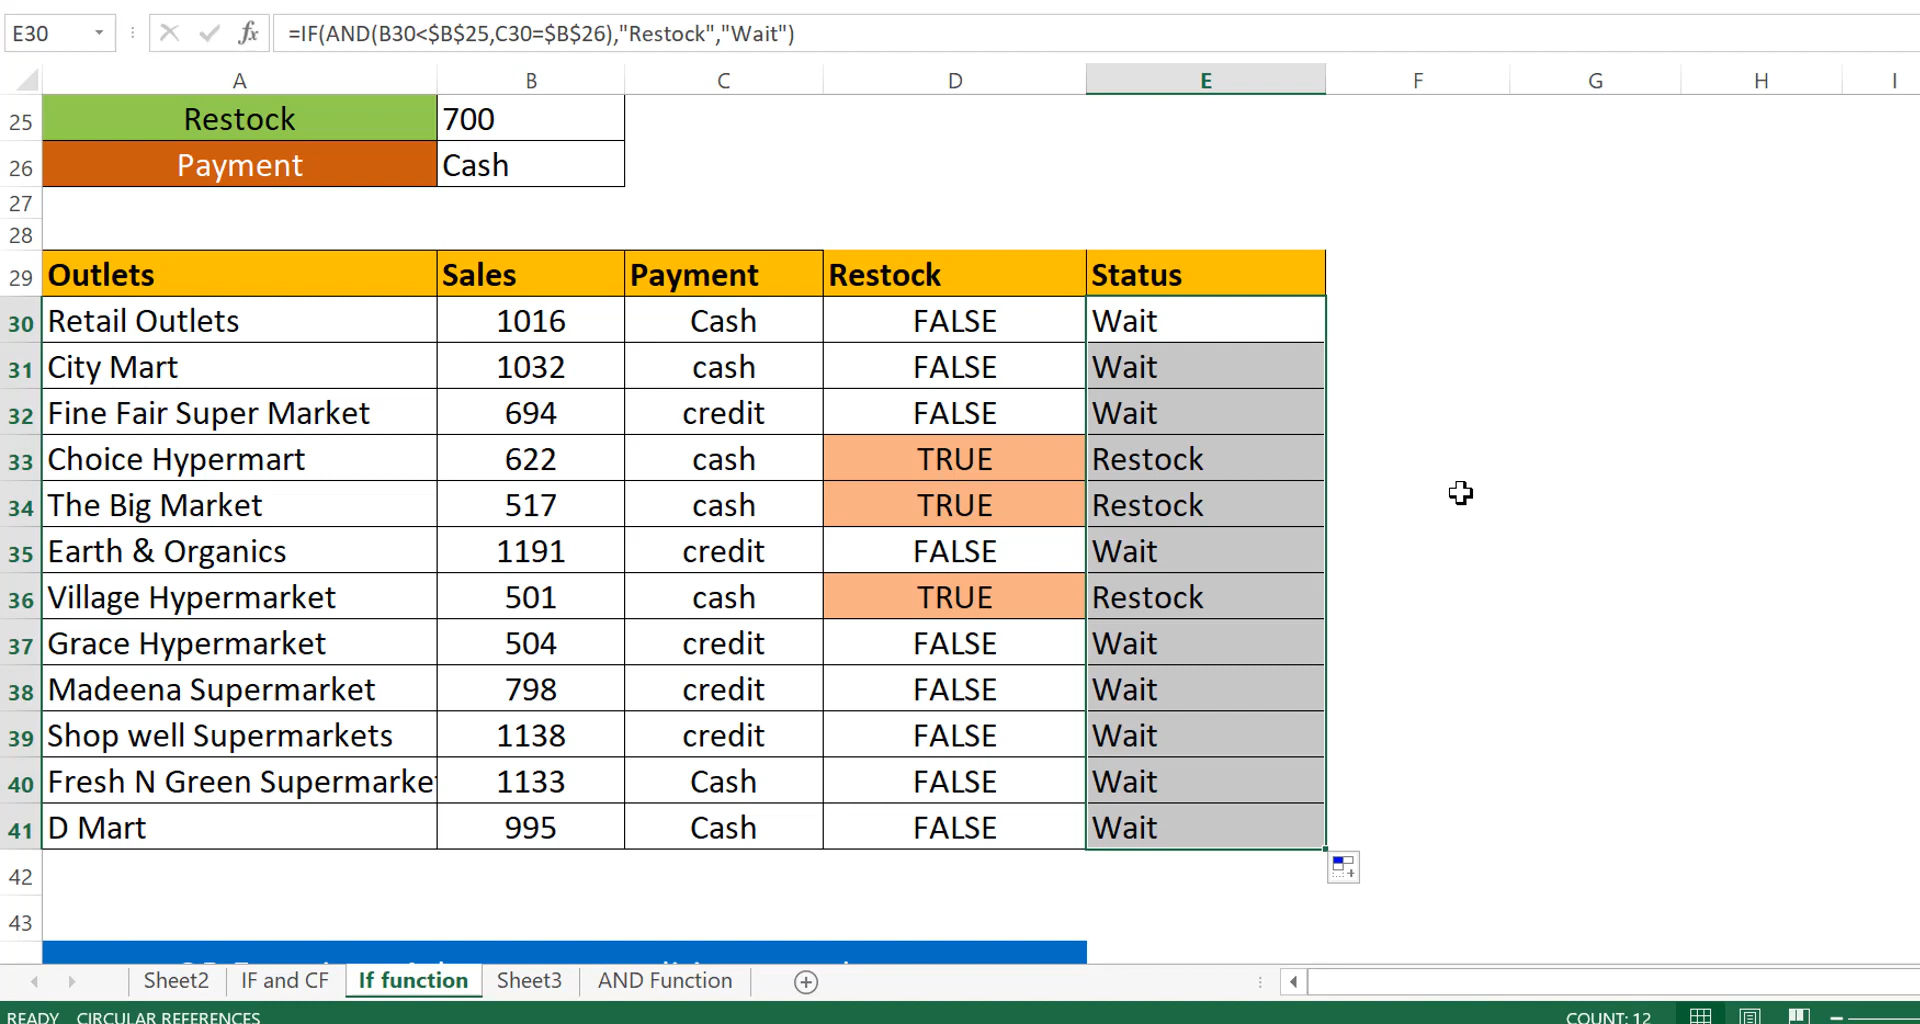 E30 fx =IF(AND(B30<$B$25,C30=$B$26),"Restock","Wait")
A B C D E F G H I
25 Restock 700
26 Payment Cash
27
28
29 Outlets Sales Payment Restock Status
30 Retail Outlets 1016 Cash FALSE Wait
31 City Mart 1032 cash FALSE Wait
32 Fine Fair Super Market 694 credit FALSE Wait
33 Choice Hypermart 622 cash TRUE Restock
34 The Big Market 517 cash TRUE Restock
35 Earth & Organics 1191 credit FALSE Wait
36 Village Hypermarket 501 cash TRUE Restock
37 Grace Hypermarket 504 credit FALSE Wait
38 Madeena Supermarket 798 credit FALSE Wait
39 Shop well Supermarkets 1138 credit FALSE Wait
40 Fresh N Green Supermarket 1133 Cash FALSE Wait
41 D Mart 995 Cash FALSE Wait
42
43
Sheet2 IF and CF If function Sheet3 AND Function
READY CIRCULAR REFERENCES COUNT: 12